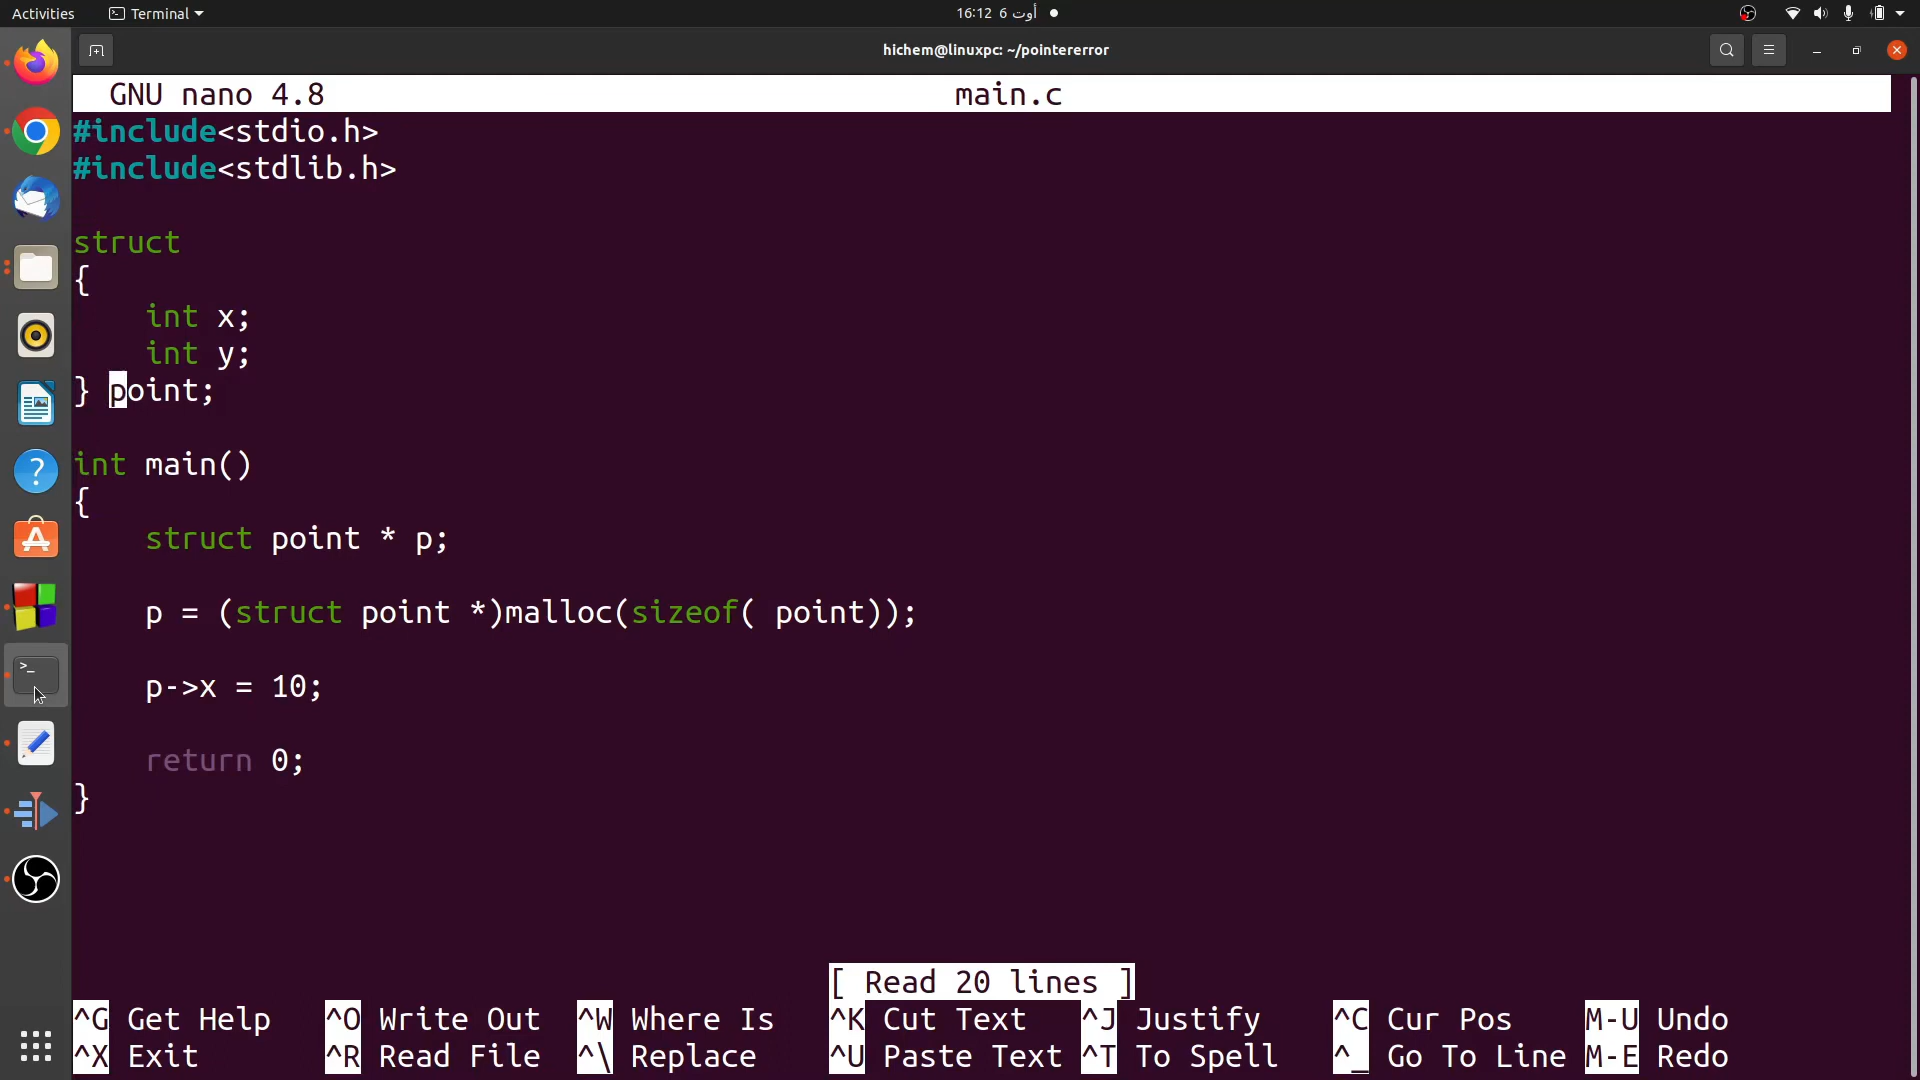 Activities Terminal 16:12 6 أوت
hichem@linuxpc: ~/pointererror
GNU nano 4.8 main.c
#include<stdio.h>
#include<stdlib.h>
struct
{
int x;
int y;
} point;
int main()
{
struct point * p;
p = (struct point *)malloc(sizeof( point));
p->x = 10;
return 0;
}
[ Read 20 lines ]
^G Get Help ^O Write Out ^W Where Is ^K Cut Text ^J Justify ^C Cur Pos M-U Undo
^X Exit ^R Read File ^\ Replace ^U Paste Text ^T To Spell ^_ Go To Line M-E Redo